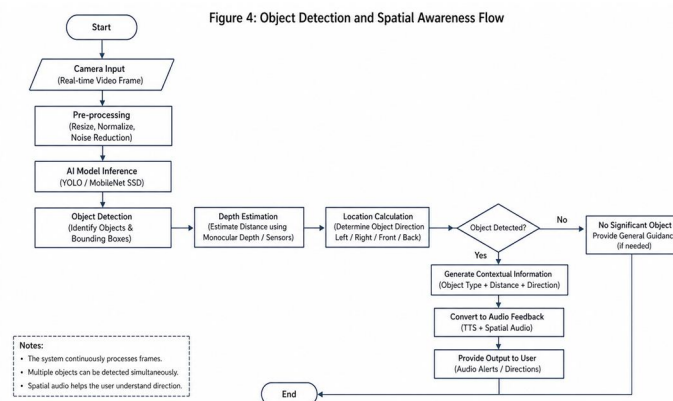 Figure 4: Object Detection and Spatial Awareness Flow
Start
Camera Input
(Real-time Video Frame)
Pre-processing
(Resize, Normalize,
Noise Reduction)
AI Model Inference
(YOLO / MobileNet SSD)
Object Detection
(Identify Objects &
Bounding Boxes)
Depth Estimation
(Estimate Distance using
Monocular Depth / Sensors)
Location Calculation
(Determine Object Direction
Left / Right / Front / Back)
Object Detected?
No
No Significant Object
Provide General Guidance
(if needed)
Yes
Generate Contextual Information
(Object Type + Distance + Direction)
Convert to Audio Feedback
(TTS + Spatial Audio)
Provide Output to User
(Audio Alerts / Directions)
End
Notes:
• The system continuously processes frames.
• Multiple objects can be detected simultaneously.
• Spatial audio helps the user understand direction.